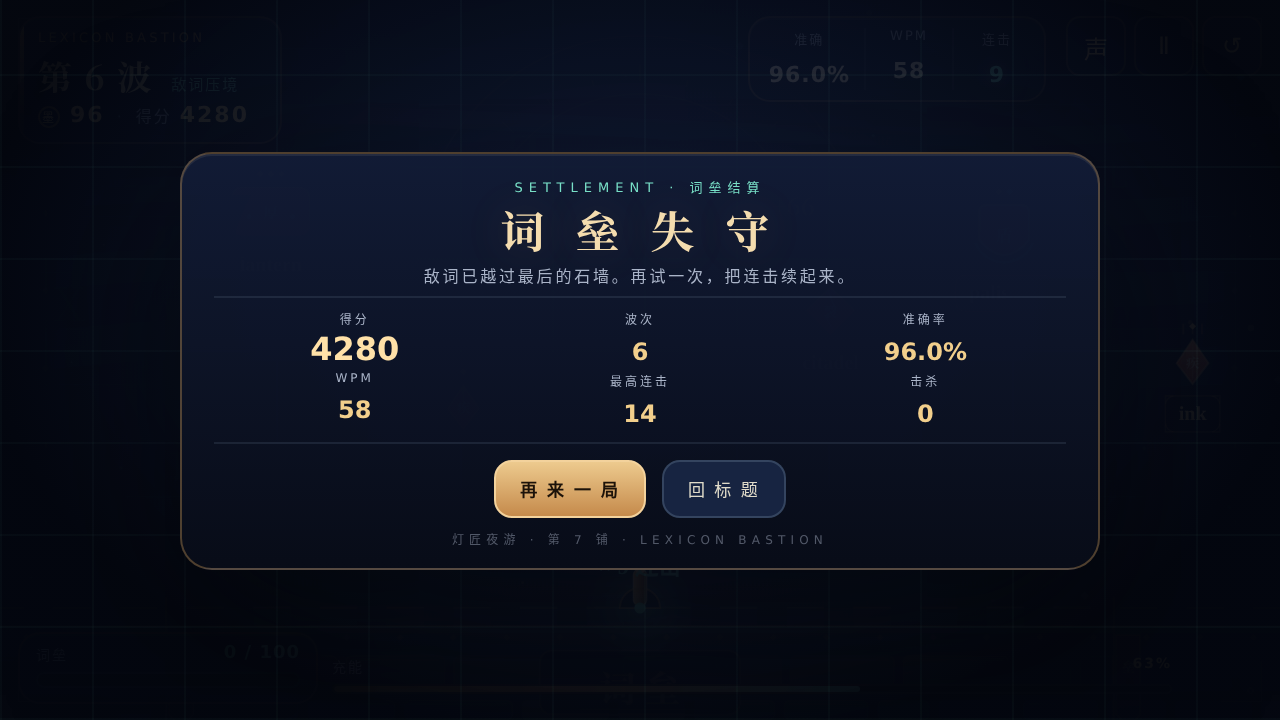 LEXICON BASTION
第 6 波 敌词压境
96 得分 4280
准确 WPM 连击
96.0% 58 9
声
SETTLEMENT · 词垒结算
词垒失守
敌词已越过最后的石墙。再试一次，把连击续起来。
得分 波次 准确率
4280 6 96.0%
WPM 最高连击 击杀
58 14 0
ink
再来一局 回标题
灯匠夜游 · 第 7 铺 · LEXICON BASTION
0 / 100
63%